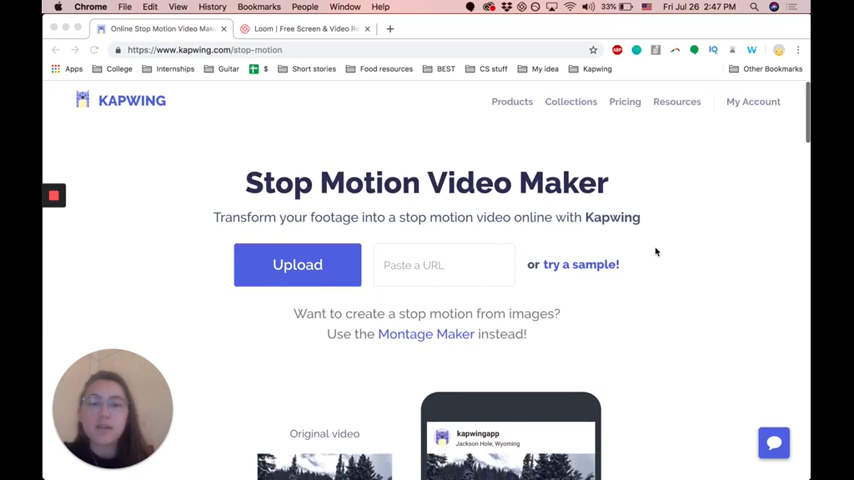 Chrome File Edit View History Bookmarks People Window Help 33% Fri Jul 26 2:47 PM
Online Stop Motion Video Mak Loom | Free Screen & Video Re
https://www.kapwing.com/stop-motion
Apps College Internships Guitar $ Short stories Food resources BEST CS stuff My idea Kapwing Other Bookmarks
KAPWING Products Collections Pricing Resources My Account
Stop Motion Video Maker
Transform your footage into a stop motion video online with Kapwing
Upload Paste a URL or try a sample!
Want to create a stop motion from images?
Use the Montage Maker instead!
Original video
kapwingapp
Jackson Hole, Wyoming